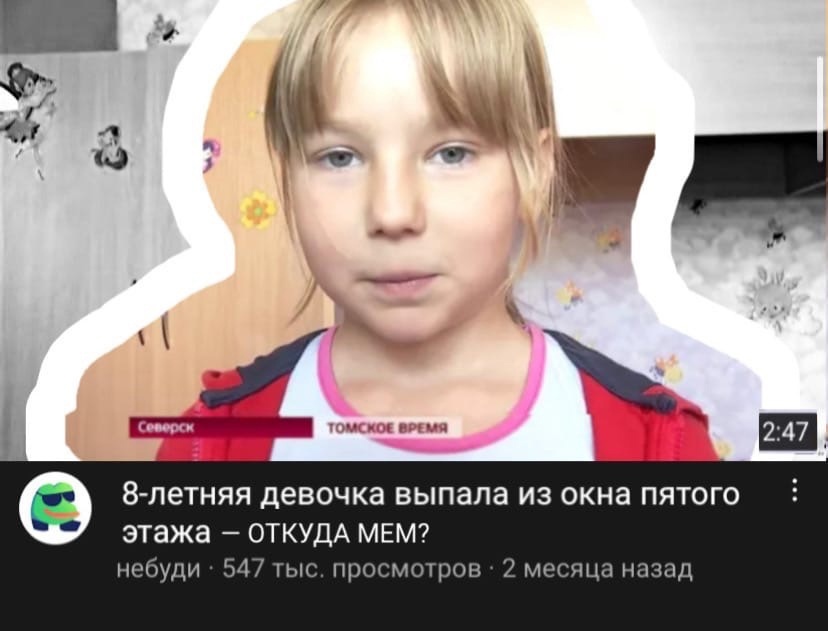 Северск
ТОМСКОЕ ВРЕМЯ
2:47
8-летняя девочка выпала из окна пятого
этажа – ОТКУДА МЕМ?
небуди · 547 тыс. просмотров · 2 месяца назад